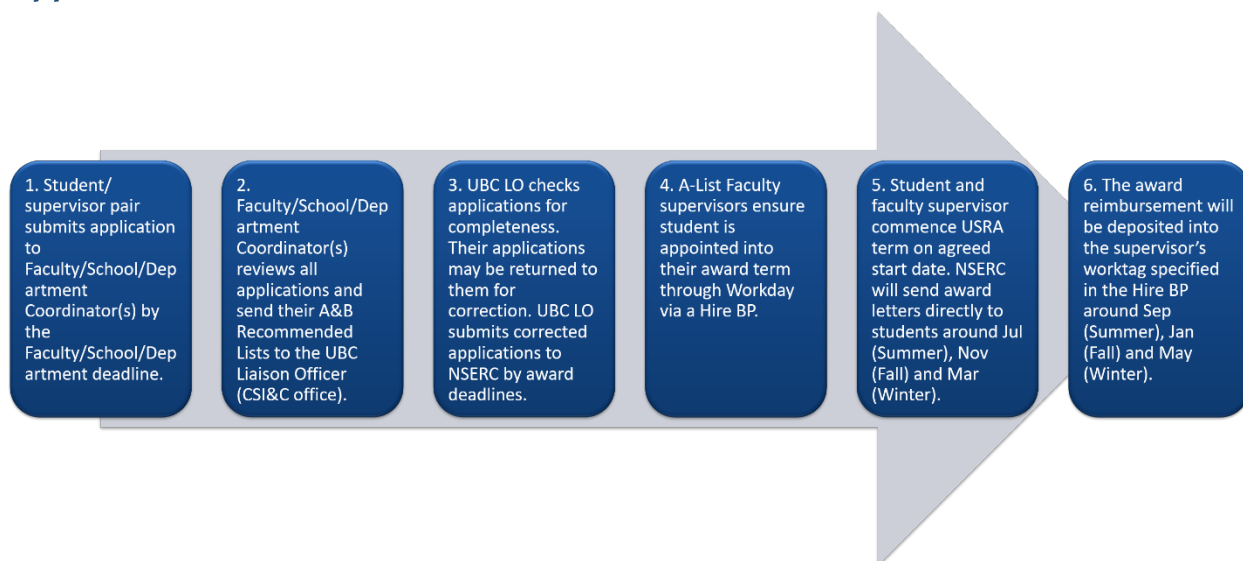 1. Student/
supervisor pair
submits application
to
Faculty/School/Dep
artment
Coordinator(s) by
the
Faculty/School/Dep
artment deadline.
2.
Faculty/School/Dep
artment
Coordinator(s)
reviews all
applications and
send their A&B
Recommended
Lists to the UBC
Liaison Officer
(CSI&C office).
3. UBC LO checks
applications for
completeness.
Their applications
may be returned to
them for
correction. UBC LO
submits corrected
applications to
NSERC by award
deadlines.
4. A-List Faculty
supervisors ensure
student is
appointed into
their award term
through Workday
via a Hire BP.
5. Student and
faculty supervisor
commence USRA
term on agreed
start date. NSERC
will send award
letters directly to
students around Jul
(Summer), Nov
(Fall) and Mar
(Winter).
6. The award
reimbursement will
be deposited into
the supervisor’s
worktag specified
in the Hire BP
around Sep
(Summer), Jan
(Fall) and May
(Winter).